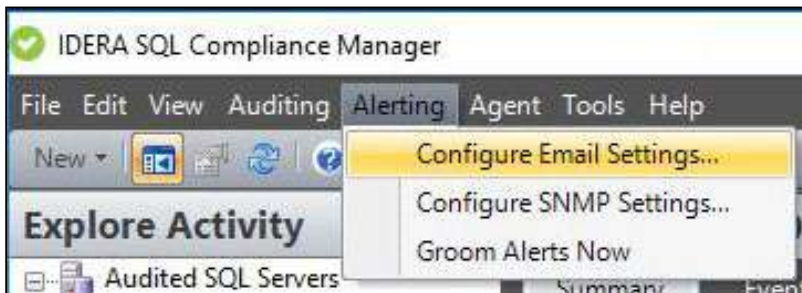 IDERA SQL Compliance Manager
File Edit View Auditing Alerting Agent Tools Help
New
Configure Email Settings...
Configure SNMP Settings...
Groom Alerts Now
Explore Activity
Audited SQL Servers
Summary